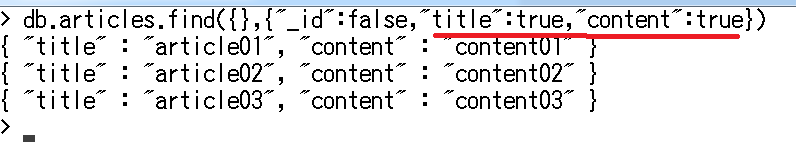 > db.articles.find({},{"_id":false,"title":true,"content":true})
{ "title" : "article01", "content" : "content01" }
{ "title" : "article02", "content" : "content02" }
{ "title" : "article03", "content" : "content03" }
>